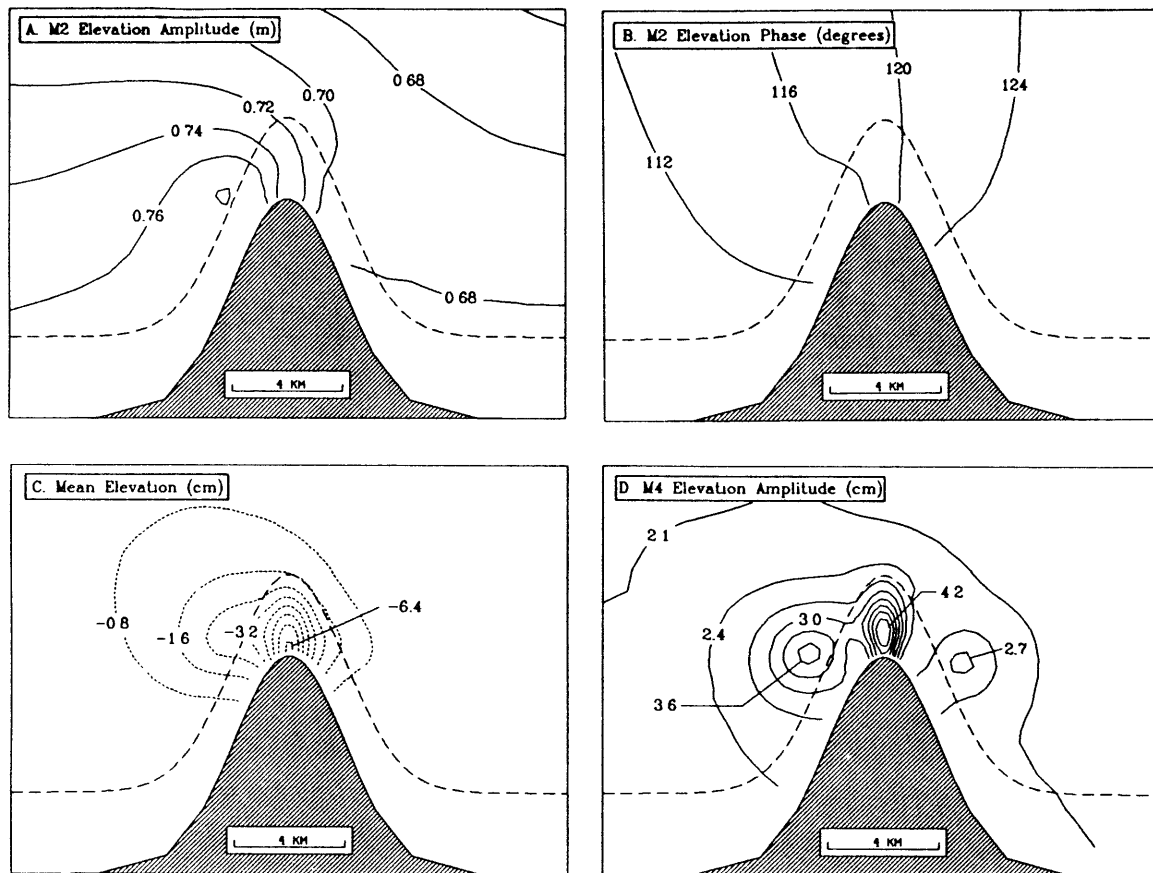 A. M2 Elevation Amplitude (m)
0.68
0.70
0.72
0.74
0.76
0.68
4 KM
B. M2 Elevation Phase (degrees)
120
116
124
112
4 KM
C. Mean Elevation (cm)
-6.4
-0.8
-1.6
-3.2
4 KM
D M4 Elevation Amplitude (cm)
2.1
4.2
3.0
2.4
2.7
3.6
4 KM